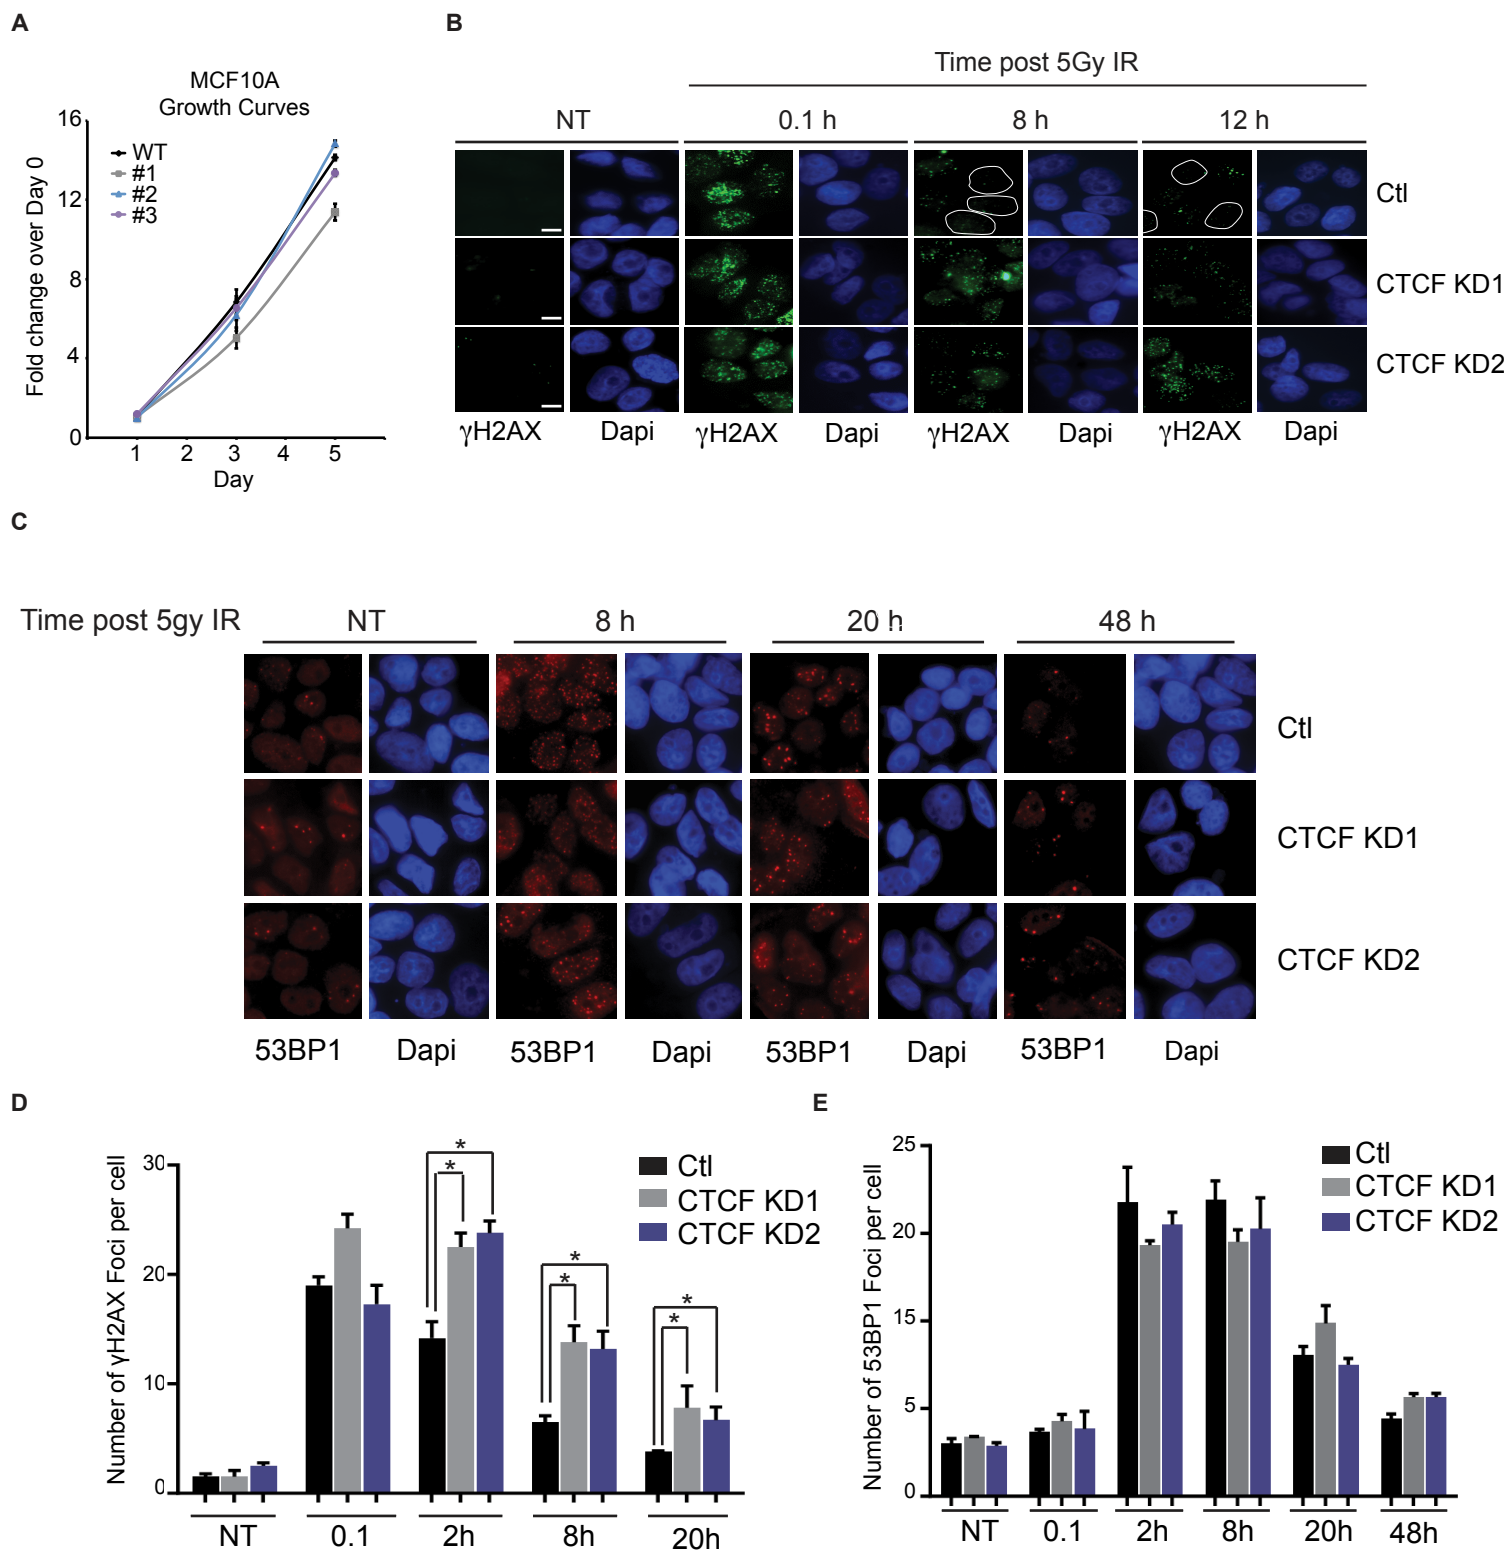 A
MCF10A
Growth Curves
Fold change over Day 0
16
12
8
4
0
WT
#1
#2
#3
1 2 3 4 5
Day
B
Time post 5Gy IR
NT 0.1 h 8 h 12 h
Ctl
CTCF KD1
CTCF KD2
γH2AX Dapi γH2AX Dapi γH2AX Dapi γH2AX Dapi
C
Time post 5gy IR NT 8 h 20 h 48 h
Ctl
CTCF KD1
CTCF KD2
53BP1 Dapi 53BP1 Dapi 53BP1 Dapi 53BP1 Dapi
D
Number of γH2AX Foci per cell
30
20
10
0
* * * * * *
Ctl
CTCF KD1
CTCF KD2
NT 0.1 2h 8h 20h
E
Number of 53BP1 Foci per cell
25
20
15
5
0
Ctl
CTCF KD1
CTCF KD2
NT 0.1 2h 8h 20h 48h